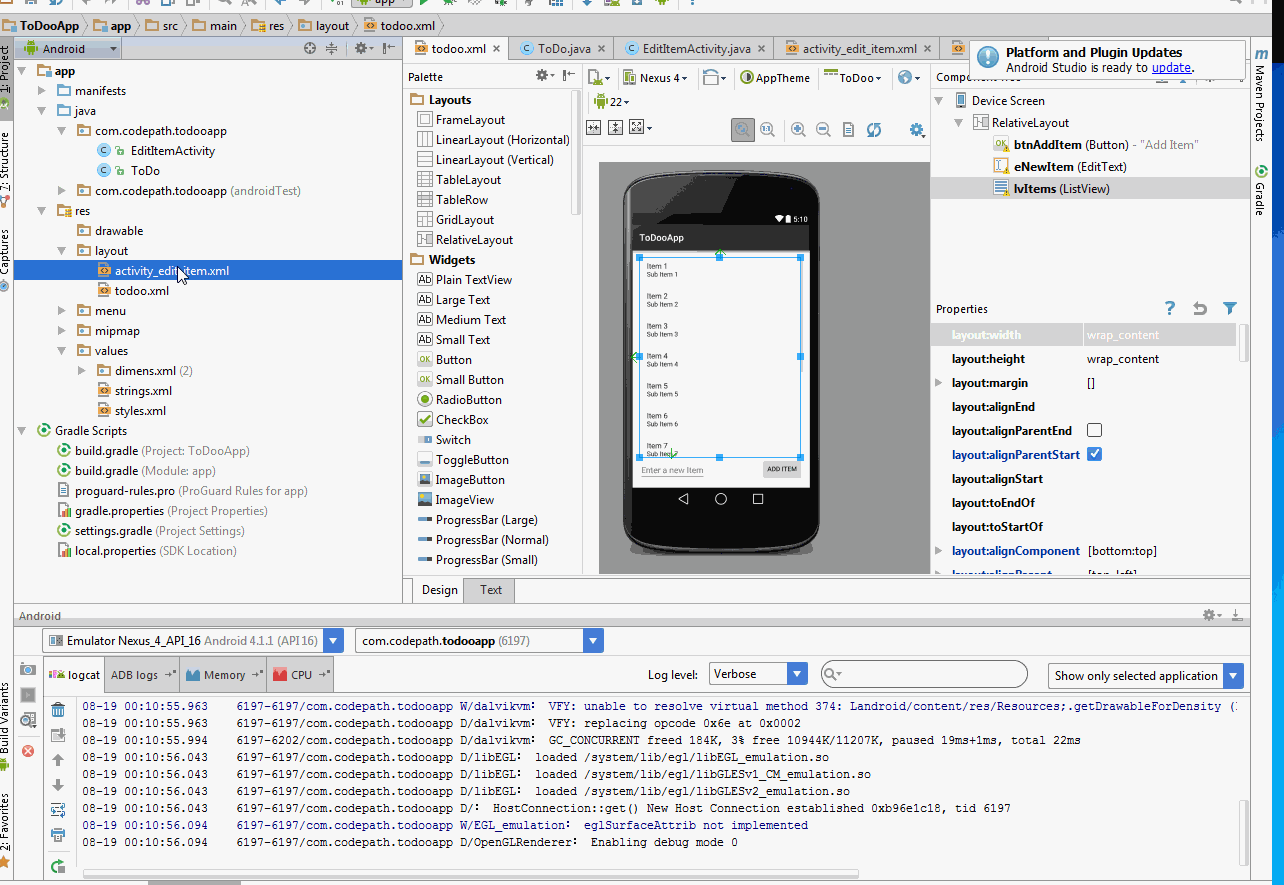 app
ToDooApp app src main res layout todoo.xml
Android
todoo.xml ToDo.java EditItemActivity.java activity_edit_item.xml
Platform and Plugin Updates
Android Studio is ready to update.
1: Project
7: Structure
Captures
Build Variants
2: Favorites
app
manifests
java
com.codepath.todooapp
EditItemActivity
ToDo
com.codepath.todooapp (androidTest)
res
drawable
layout
activity_edit_item.xml
todoo.xml
menu
mipmap
values
dimens.xml (2)
strings.xml
styles.xml
Gradle Scripts
build.gradle (Project: ToDooApp)
build.gradle (Module: app)
proguard-rules.pro (ProGuard Rules for app)
gradle.properties (Project Properties)
settings.gradle (Project Settings)
local.properties (SDK Location)
Palette
Layouts
FrameLayout
LinearLayout (Horizontal)
LinearLayout (Vertical)
TableLayout
TableRow
GridLayout
RelativeLayout
Widgets
Plain TextView
Large Text
Medium Text
Small Text
Button
Small Button
RadioButton
CheckBox
Switch
ToggleButton
ImageButton
ImageView
ProgressBar (Large)
ProgressBar (Normal)
ProgressBar (Small)
Nexus 4 AppTheme ToDoo
22
5:10
ToDooApp
Item 1
Sub Item 1
Item 2
Sub Item 2
Item 3
Sub Item 3
Item 4
Sub Item 4
Item 5
Sub Item 5
Item 6
Sub Item 6
Item 7
Sub Item 7
Enter a new Item ADD ITEM
Design Text
Component Tree
Device Screen
RelativeLayout
btnAddItem (Button) - "Add Item"
eNewItem (EditText)
lvItems (ListView)
Properties
layout:width wrap_content
layout:height wrap_content
layout:margin []
layout:alignEnd
layout:alignParentEnd
layout:alignParentStart
layout:alignStart
layout:toEndOf
layout:toStartOf
layout:alignComponent [bottom:top]
layout:alignParent [top, left]
Maven Projects
Gradle
Android
Emulator Nexus_4_API_16 Android 4.1.1 (API 16) com.codepath.todooapp (6197)
logcat ADB logs Memory CPU Log level: Verbose Show only selected application
08-19 00:10:55.963 6197-6197/com.codepath.todooapp W/dalvikvm: VFY: unable to resolve virtual method 374: Landroid/content/res/Resources;.getDrawableForDensity (
08-19 00:10:55.963 6197-6197/com.codepath.todooapp D/dalvikvm: VFY: replacing opcode 0x6e at 0x0002
08-19 00:10:55.994 6197-6202/com.codepath.todooapp D/dalvikvm: GC_CONCURRENT freed 184K, 3% free 10944K/11207K, paused 19ms+1ms, total 22ms
08-19 00:10:56.043 6197-6197/com.codepath.todooapp D/libEGL: loaded /system/lib/egl/libEGL_emulation.so
08-19 00:10:56.043 6197-6197/com.codepath.todooapp D/libEGL: loaded /system/lib/egl/libGLESv1_CM_emulation.so
08-19 00:10:56.043 6197-6197/com.codepath.todooapp D/libEGL: loaded /system/lib/egl/libGLESv2_emulation.so
08-19 00:10:56.043 6197-6197/com.codepath.todooapp D/: HostConnection::get() New Host Connection established 0xb96e1c18, tid 6197
08-19 00:10:56.094 6197-6197/com.codepath.todooapp W/EGL_emulation: eglSurfaceAttrib not implemented
08-19 00:10:56.094 6197-6197/com.codepath.todooapp D/OpenGLRenderer: Enabling debug mode 0